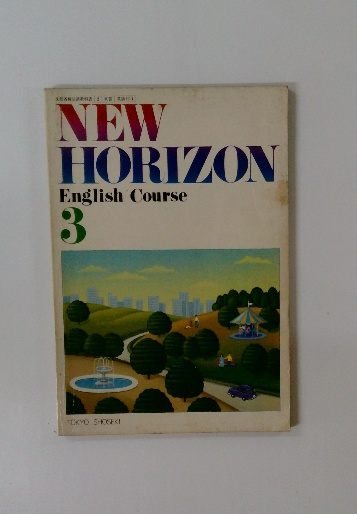 NEW
HORIZON
English Course
3
TOKYO SHOSEKI